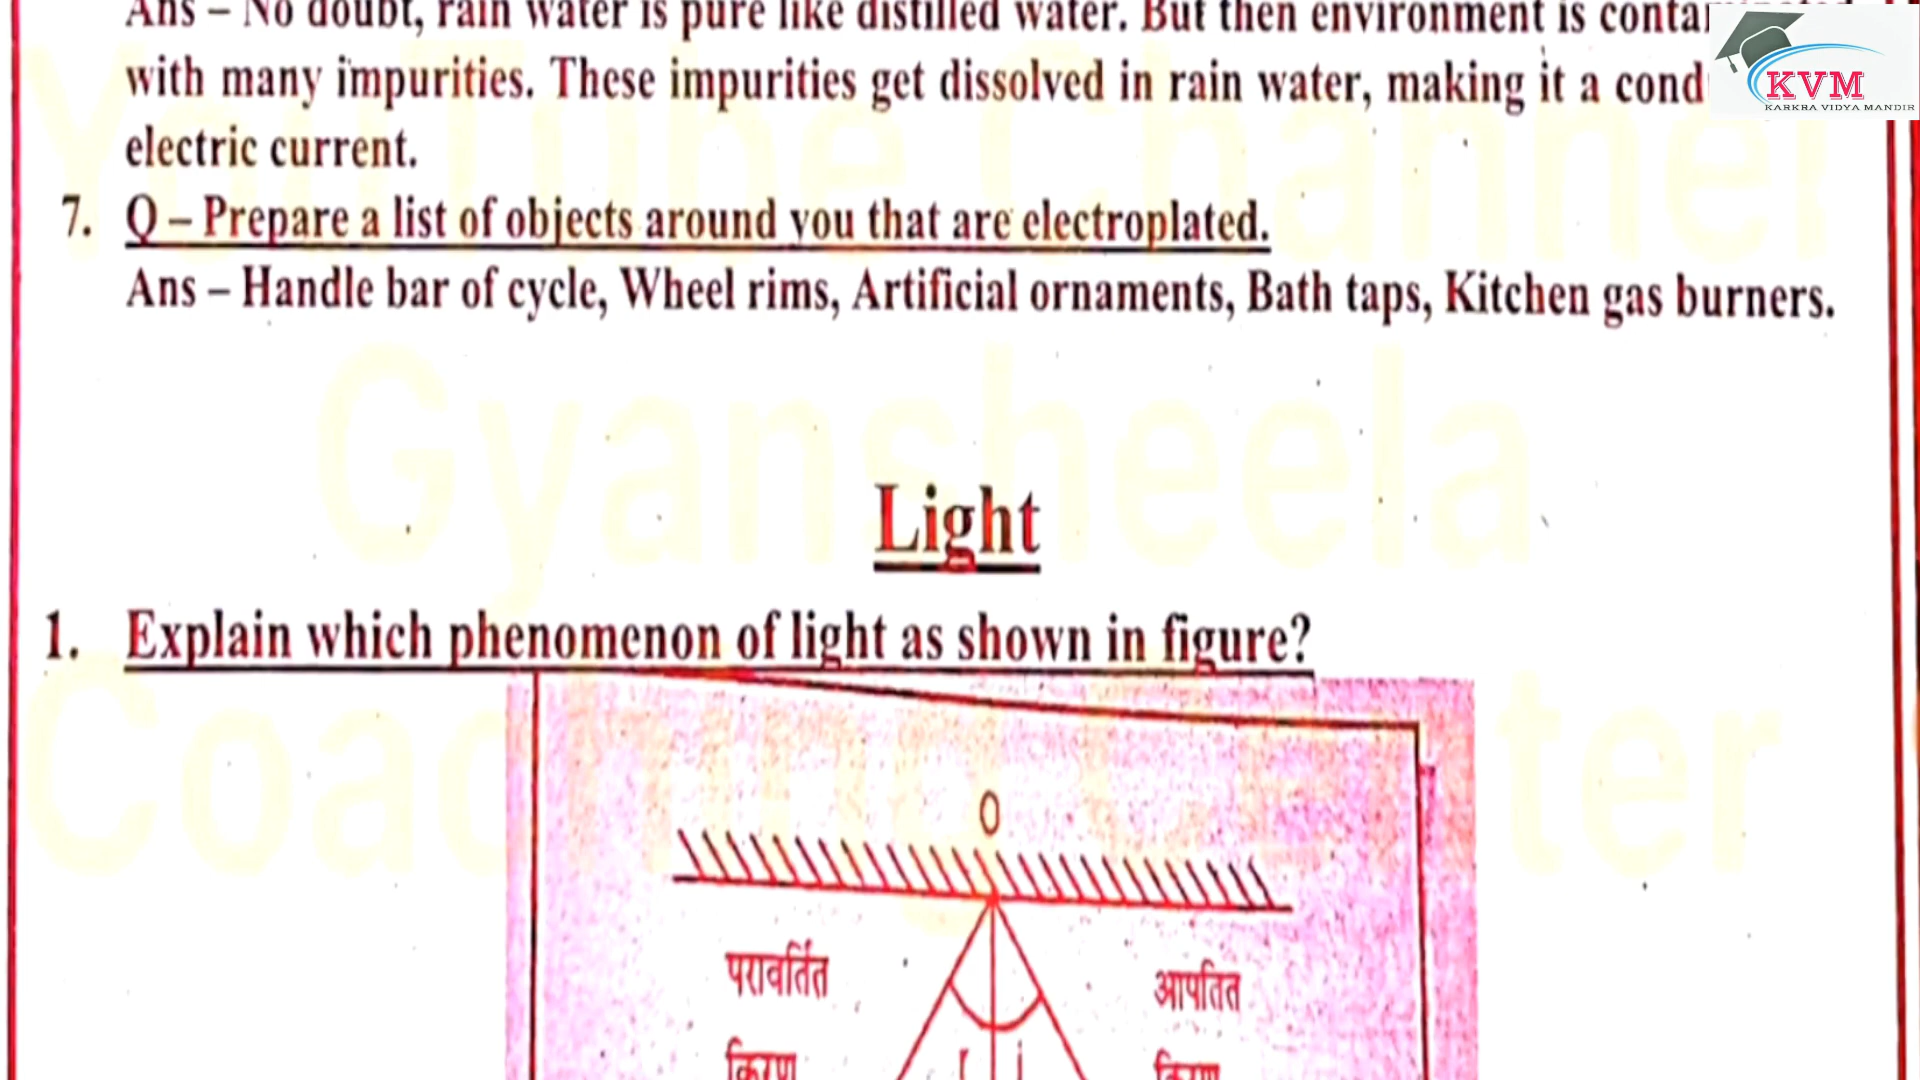 Ans – No doubt, rain water is pure like distilled water. But then environment is
with many impurities. These impurities get dissolved in rain water, making it a
electric current.
7. Q – Prepare a list of objects around you that are electroplated.
Ans – Handle bar of cycle, Wheel rims, Artificial ornaments, Bath taps, Kitchen gas burners.
Light
1. Explain which phenomenon of light as shown in figure?
O
परावर्तित आपतित
किरण r i किरण
KVM
KARKRA VIDYA MANDIR
YouTube Channel
Gyansheela
Coaching Center